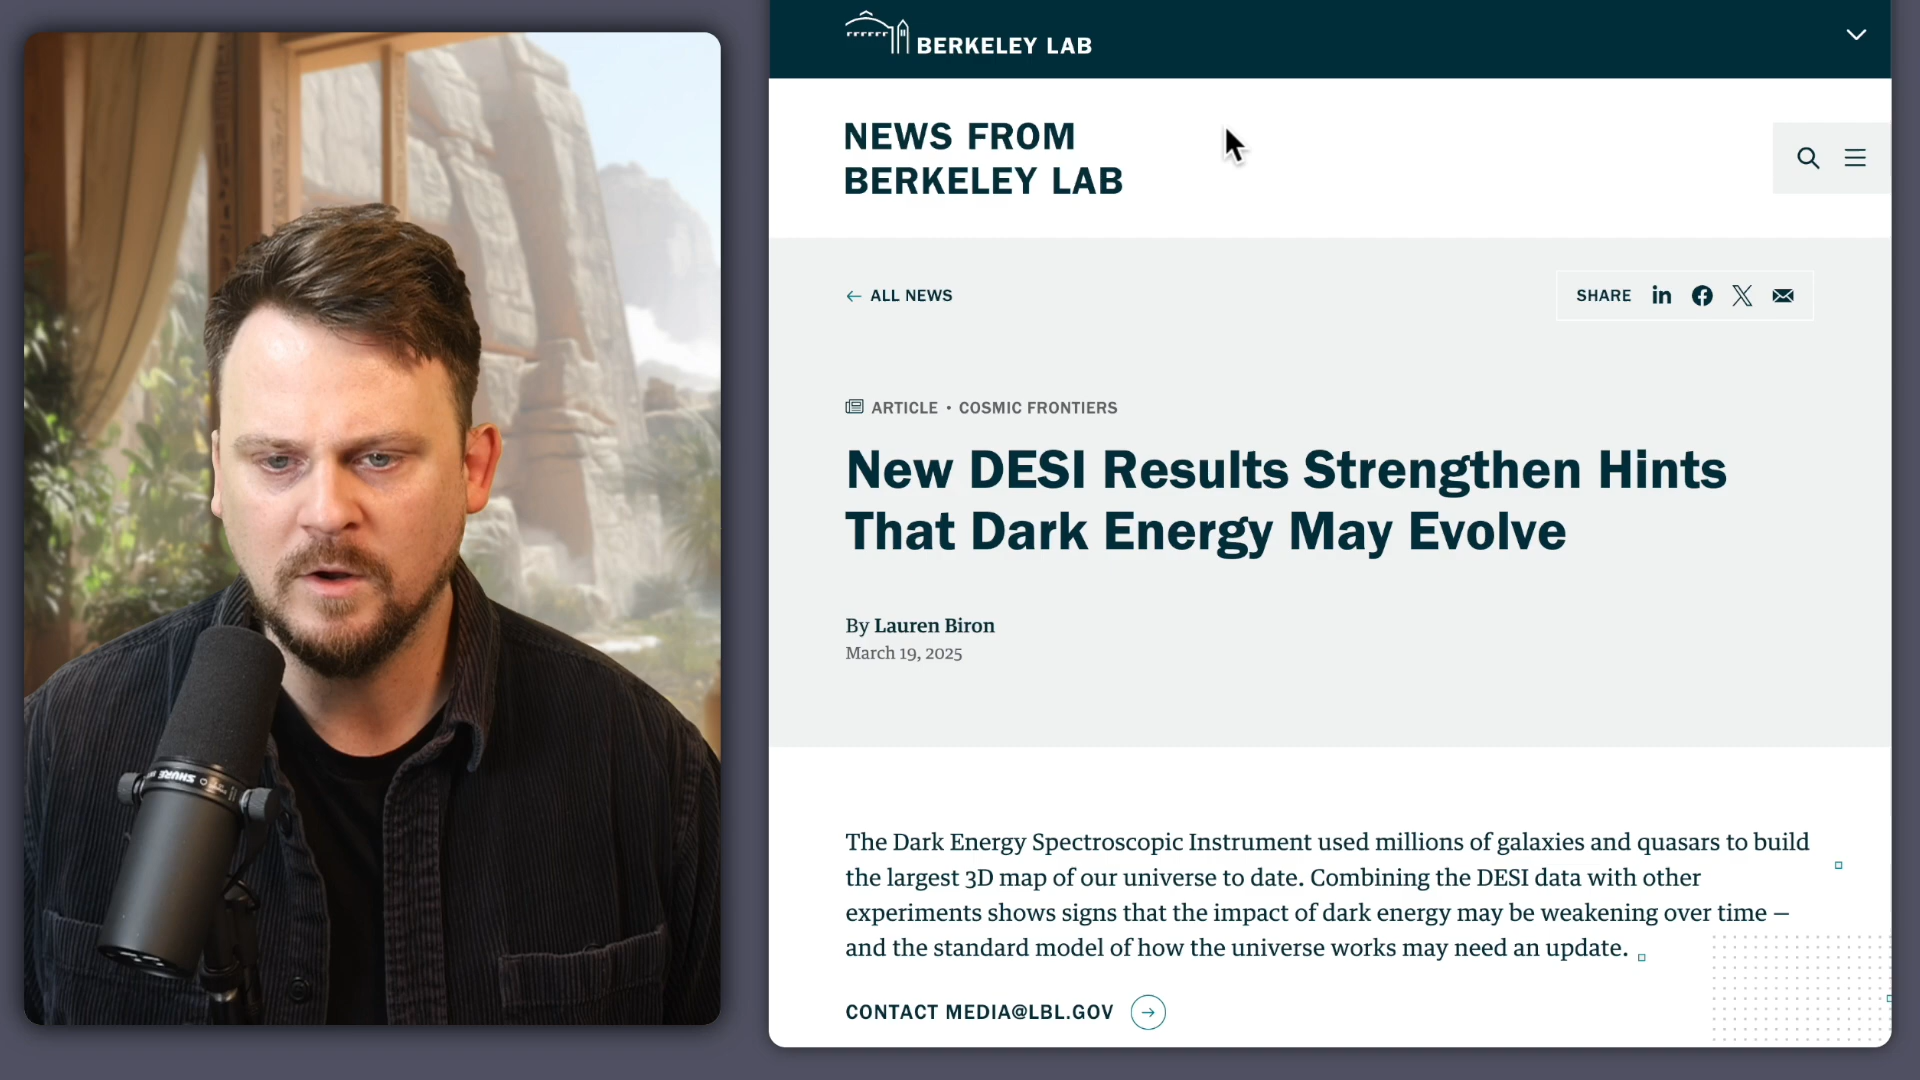 BERKELEY LAB
NEWS FROM
BERKELEY LAB
← ALL NEWS
SHARE
ARTICLE • COSMIC FRONTIERS
New DESI Results Strengthen Hints
That Dark Energy May Evolve
By Lauren Biron
March 19, 2025
The Dark Energy Spectroscopic Instrument used millions of galaxies and quasars to build
the largest 3D map of our universe to date. Combining the DESI data with other
experiments shows signs that the impact of dark energy may be weakening over time —
and the standard model of how the universe works may need an update.
CONTACT MEDIA@LBL.GOV
SHURE